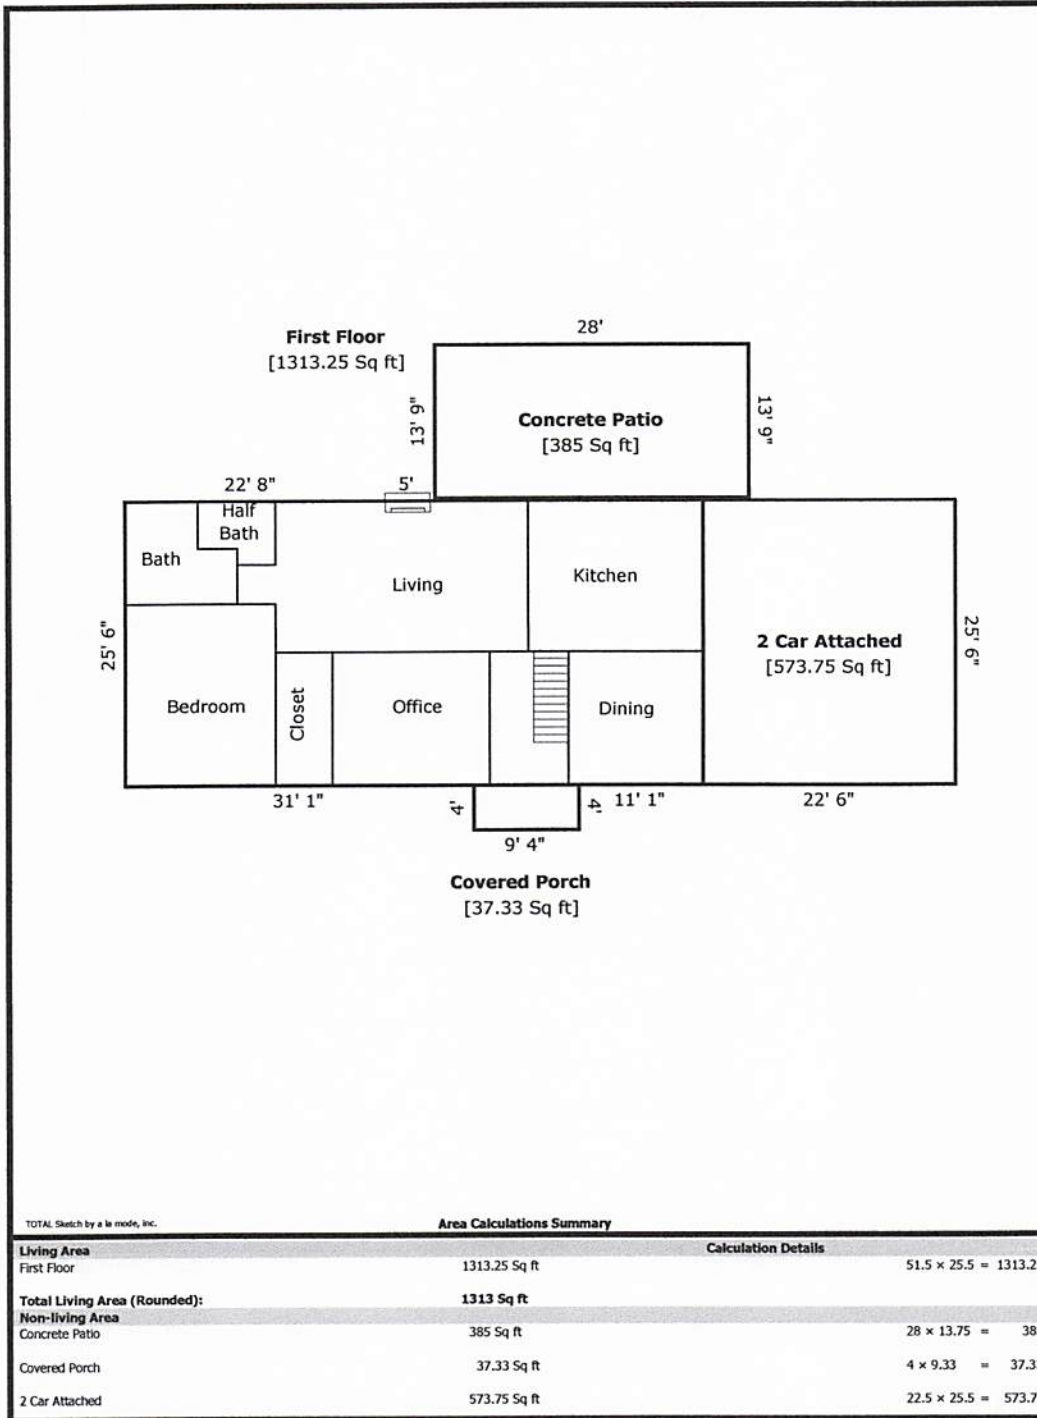 28'
First Floor
[1313.25 Sq ft]
13' 9"
Concrete Patio
[385 Sq ft]
13' 9"
22' 8"
5'
Half
Bath
Bath
Living
Kitchen
25' 6"
2 Car Attached
[573.75 Sq ft]
25' 6"
Bedroom
Closet
Office
Dining
31' 1"
4'
4'
11' 1"
22' 6"
9' 4"
Covered Porch
[37.33 Sq ft]
TOTAL Sketch by a la mode, inc.
Area Calculations Summary
Living Area Calculation Details
First Floor 1313.25 Sq ft 51.5 × 25.5 = 1313.2
Total Living Area (Rounded): 1313 Sq ft
Non-living Area
Concrete Patio 385 Sq ft 28 × 13.75 = 38
Covered Porch 37.33 Sq ft 4 × 9.33 = 37.3
2 Car Attached 573.75 Sq ft 22.5 × 25.5 = 573.7